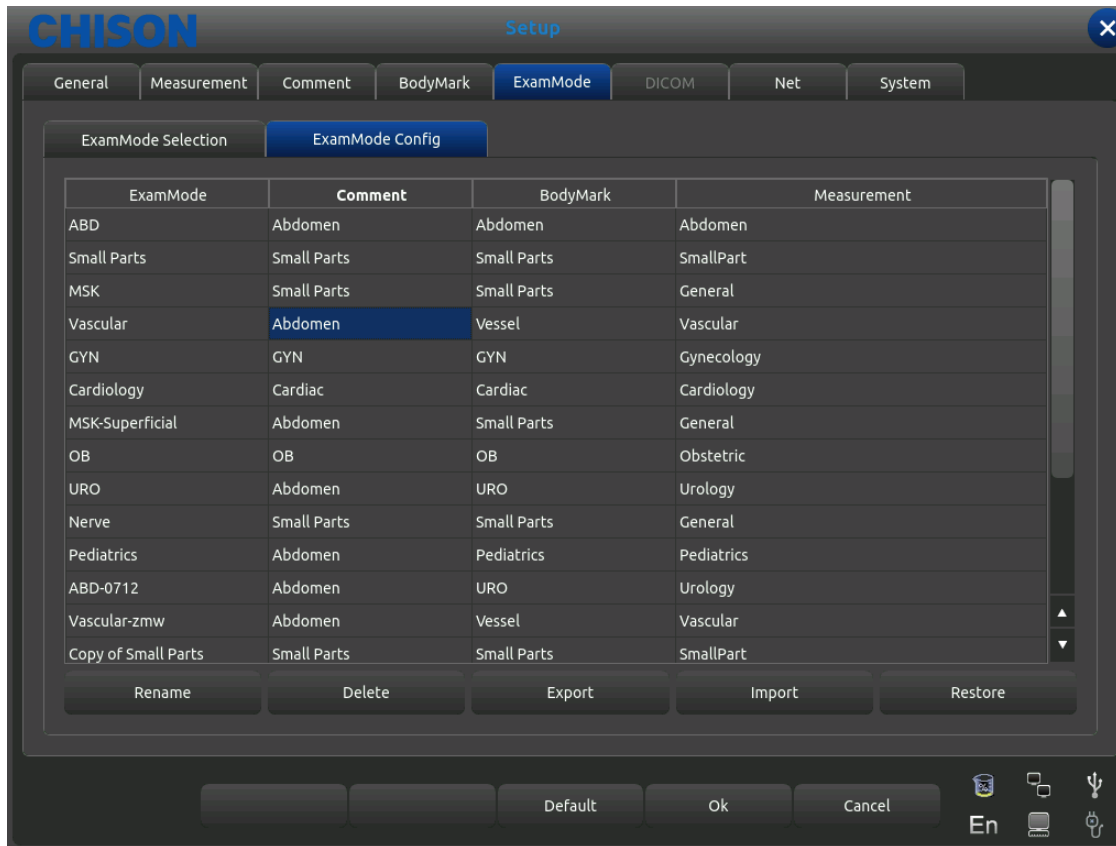 CHISON
Setup
General Measurement Comment BodyMark ExamMode DICOM Net System
ExamMode Selection ExamMode Config
ExamMode Comment BodyMark Measurement
ABD Abdomen Abdomen Abdomen
Small Parts Small Parts Small Parts SmallPart
MSK Small Parts Small Parts General
Vascular Abdomen Vessel Vascular
GYN GYN GYN Gynecology
Cardiology Cardiac Cardiac Cardiology
MSK-Superficial Abdomen Small Parts General
OB OB OB Obstetric
URO Abdomen URO Urology
Nerve Small Parts Small Parts General
Pediatrics Abdomen Pediatrics Pediatrics
ABD-0712 Abdomen URO Urology
Vascular-zmw Abdomen Vessel Vascular
Copy of Small Parts Small Parts Small Parts SmallPart
Rename Delete Export Import Restore
Default Ok Cancel
En